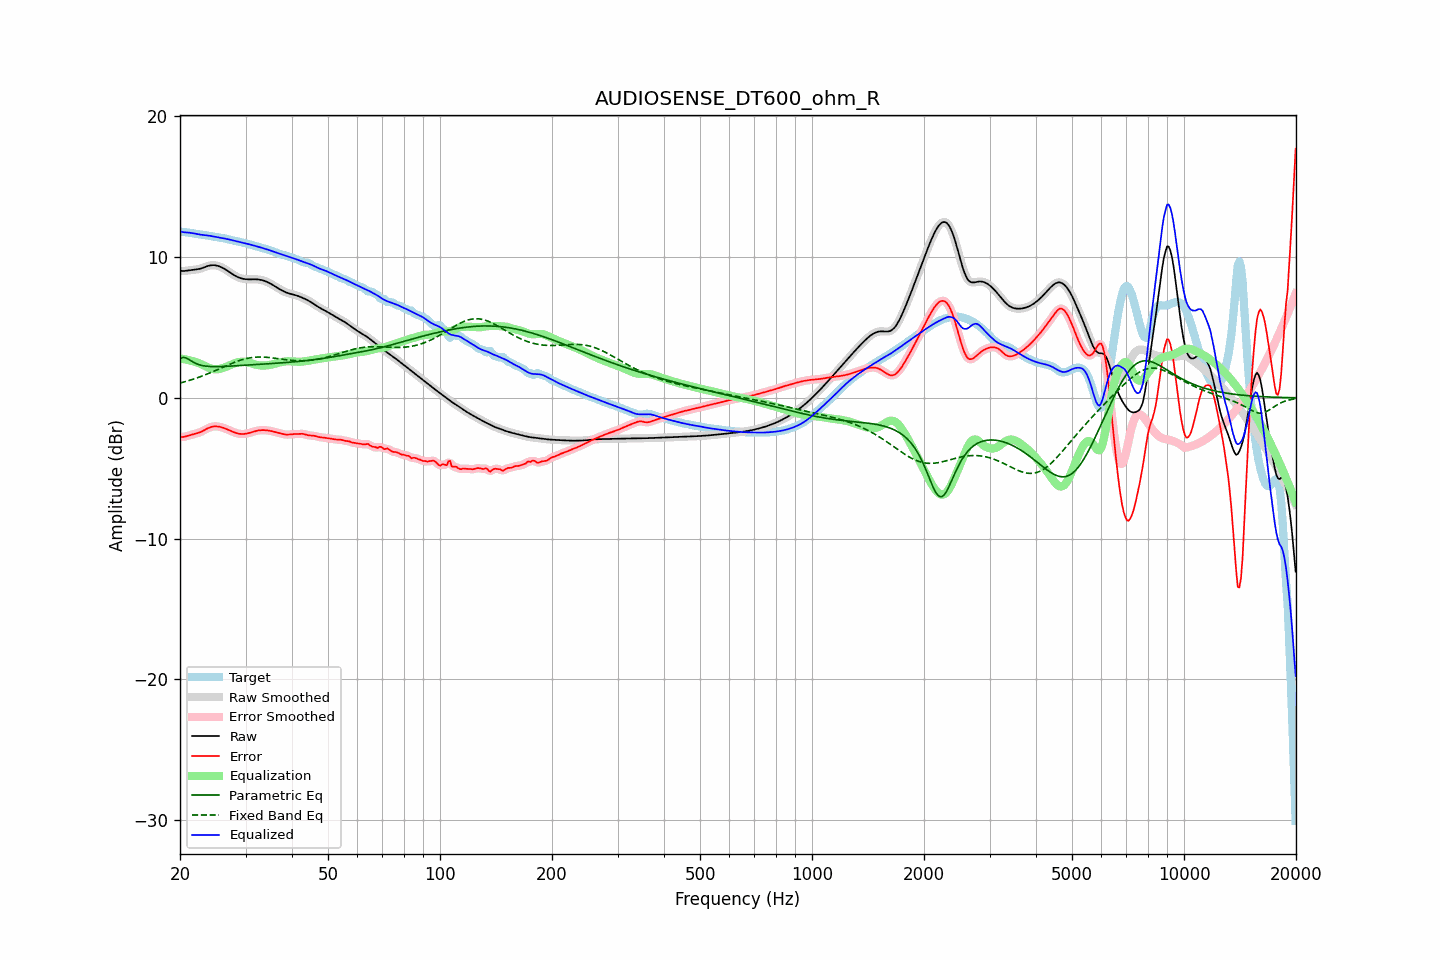 AUDIOSENSE_DT600_ohm_R
20
10
0
−10
−20
−30
Amplitude (dBr)
Target
Raw Smoothed
Error Smoothed
Raw
Error
Equalization
Parametric Eq
Fixed Band Eq
Equalized
20 50 100 200 500 1000 2000 5000 10000 20000
Frequency (Hz)